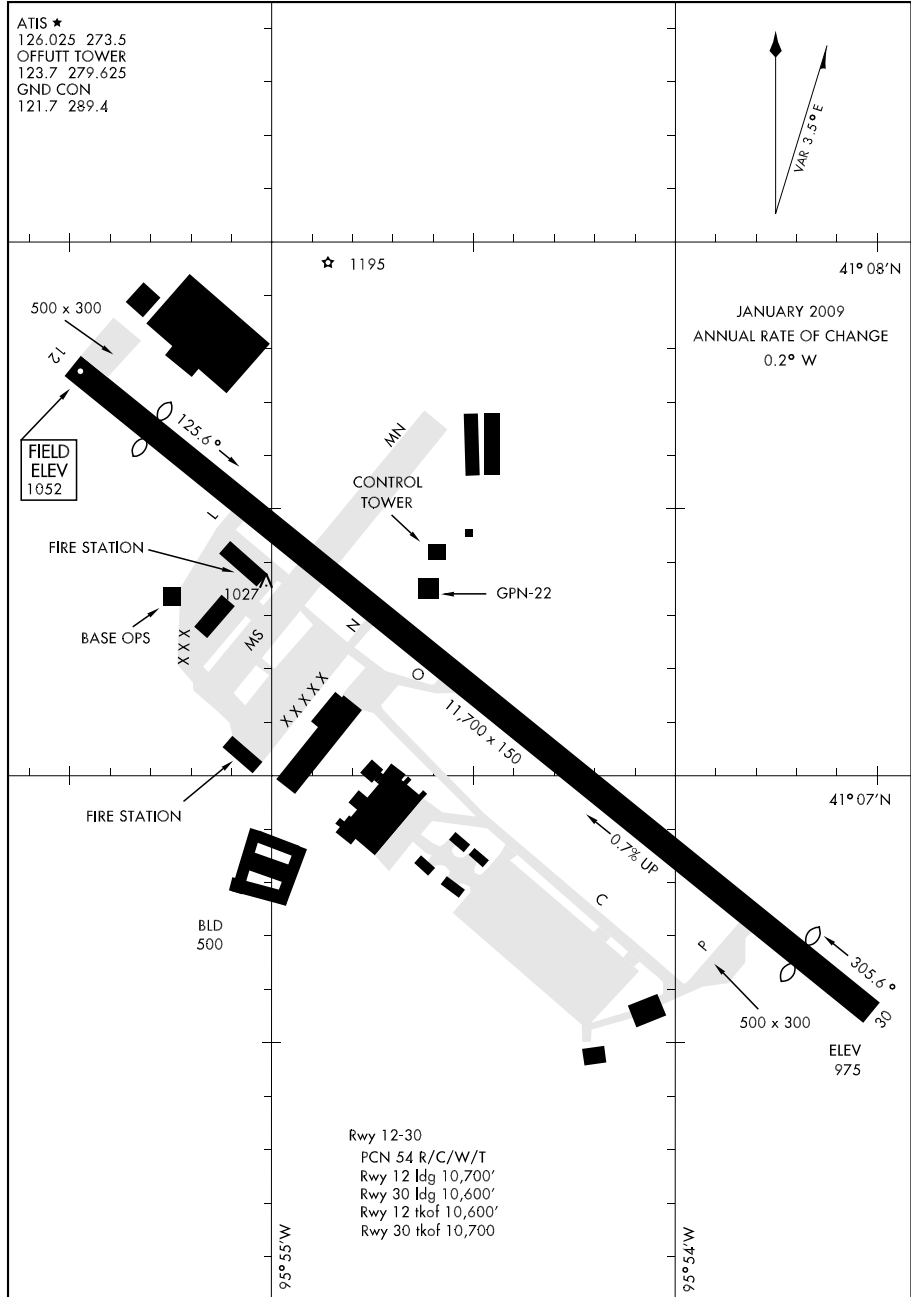 ATIS ★
126.025 273.5
OFFUTT TOWER
123.7 279.625
GND CON
121.7 289.4
VAR 3.5° E
☆ 1195
41° 08'N
500 x 300
JANUARY 2009
ANNUAL RATE OF CHANGE
0.2° W
12
125.6°
FIELD
ELEV
1052
MN
CONTROL
TOWER
L
FIRE STATION
1027
GPN-22
BASE OPS
X X X
MS
N
O
X X X X X
11,700 x 150
41° 07'N
FIRE STATION
0.7% UP
C
BLD
500
P
305.6°
500 x 300
30
ELEV
975
Rwy 12-30
PCN 54 R/C/W/T
Rwy 12 ldg 10,700'
Rwy 30 ldg 10,600'
Rwy 12 tkof 10,600'
Rwy 30 tkof 10,700
95° 55'W
95° 54'W